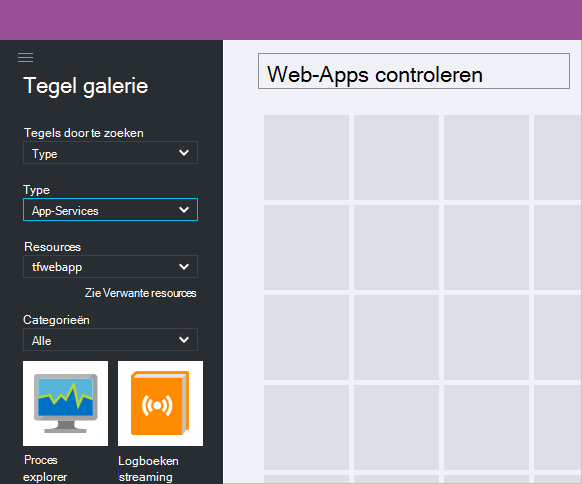 Tegel galerie
Web-Apps controleren
Tegels door te zoeken
Type
Type
App-Services
Resources
tfwebapp
Zie Verwante resources
Categorieën
Alle
Proces
explorer
Logboeken
streaming